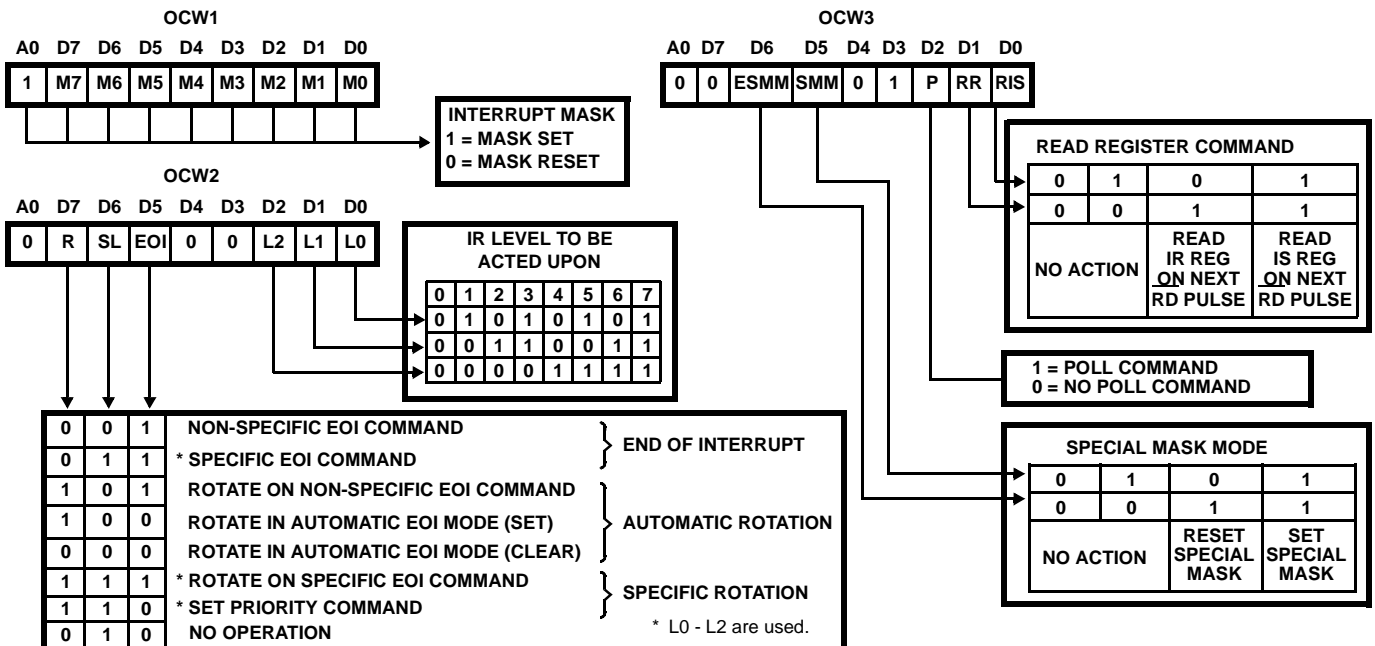 OCW1
A0 D7 D6 D5 D4 D3 D2 D1 D0
1 M7 M6 M5 M4 M3 M2 M1 M0
INTERRUPT MASK
1 = MASK SET
0 = MASK RESET
OCW2
A0 D7 D6 D5 D4 D3 D2 D1 D0
0 R SL EOI 0 0 L2 L1 L0
IR LEVEL TO BE
ACTED UPON
0 1 2 3 4 5 6 7
0 1 0 1 0 1 0 1
0 0 1 1 0 0 1 1
0 0 0 0 1 1 1 1
0 0 1 NON-SPECIFIC EOI COMMAND
0 1 1 * SPECIFIC EOI COMMAND
END OF INTERRUPT
1 0 1 ROTATE ON NON-SPECIFIC EOI COMMAND
1 0 0 ROTATE IN AUTOMATIC EOI MODE (SET)
0 0 0 ROTATE IN AUTOMATIC EOI MODE (CLEAR)
AUTOMATIC ROTATION
1 1 1 * ROTATE ON SPECIFIC EOI COMMAND
1 1 0 * SET PRIORITY COMMAND
SPECIFIC ROTATION
0 1 0 NO OPERATION
* L0 - L2 are used.
OCW3
A0 D7 D6 D5 D4 D3 D2 D1 D0
0 0 ESMM SMM 0 1 P RR RIS
READ REGISTER COMMAND
0 1 0 1
0 0 1 1
NO ACTION
READ
IR REG
ON NEXT
RD PULSE
READ
IS REG
ON NEXT
RD PULSE
1 = POLL COMMAND
0 = NO POLL COMMAND
SPECIAL MASK MODE
0 1 0 1
0 0 1 1
NO ACTION
RESET
SPECIAL
MASK
SET
SPECIAL
MASK